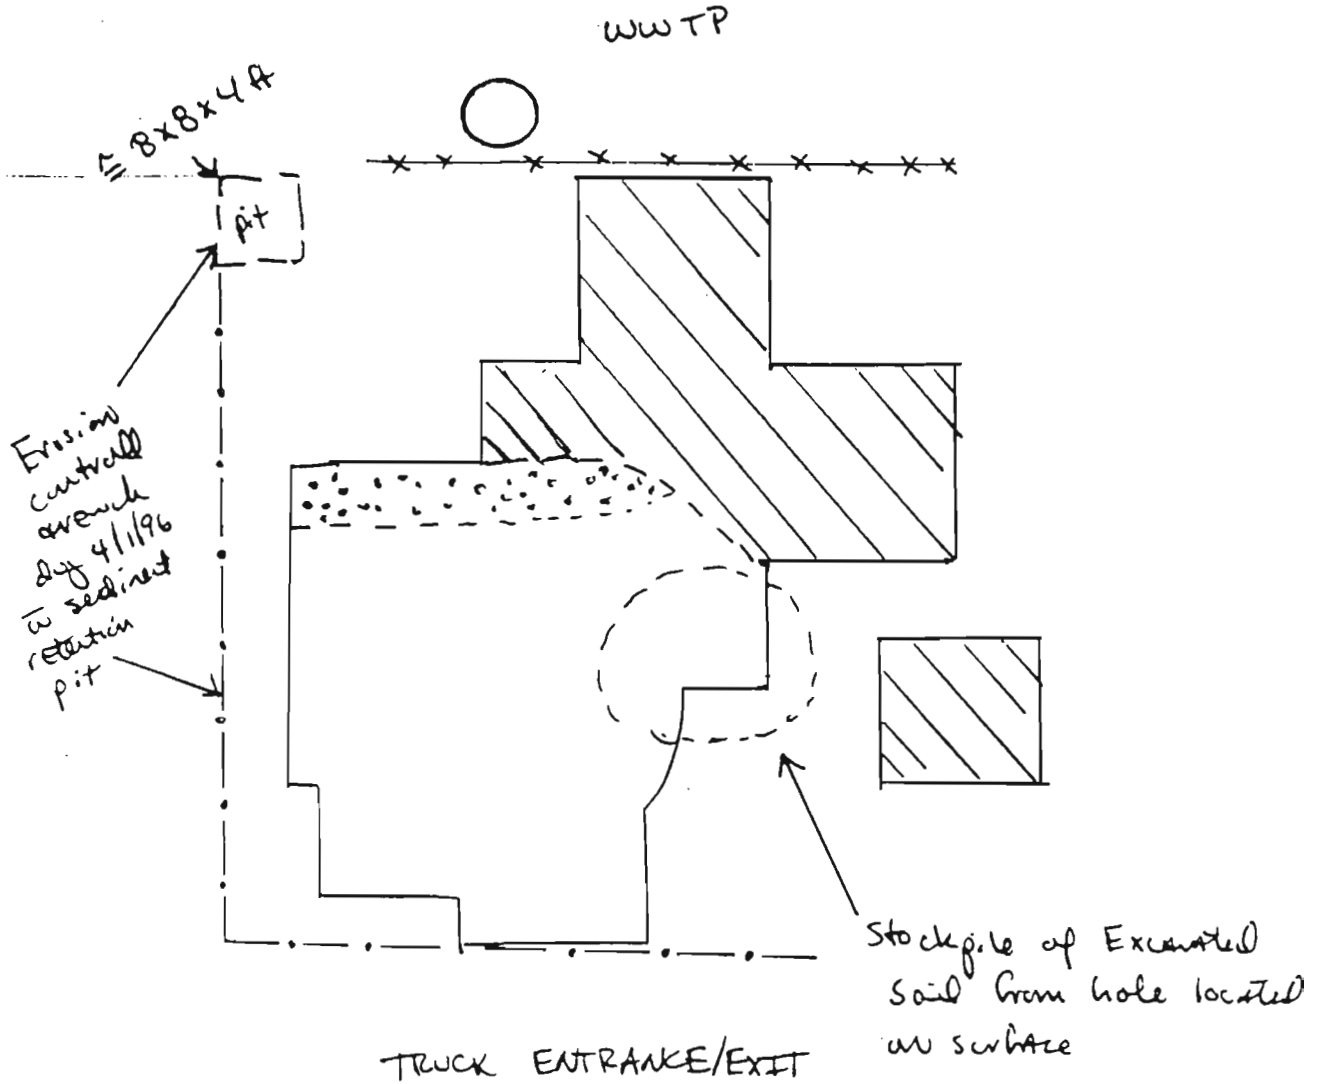 WWTP
≅ 8x8x4 ft
pit
Erosion
controll
trench
dug 4/1/96
w sediment
retention
pit
Stockpile of Excavated
soil from hole located
on surface
TRUCK ENTRANCE/EXIT